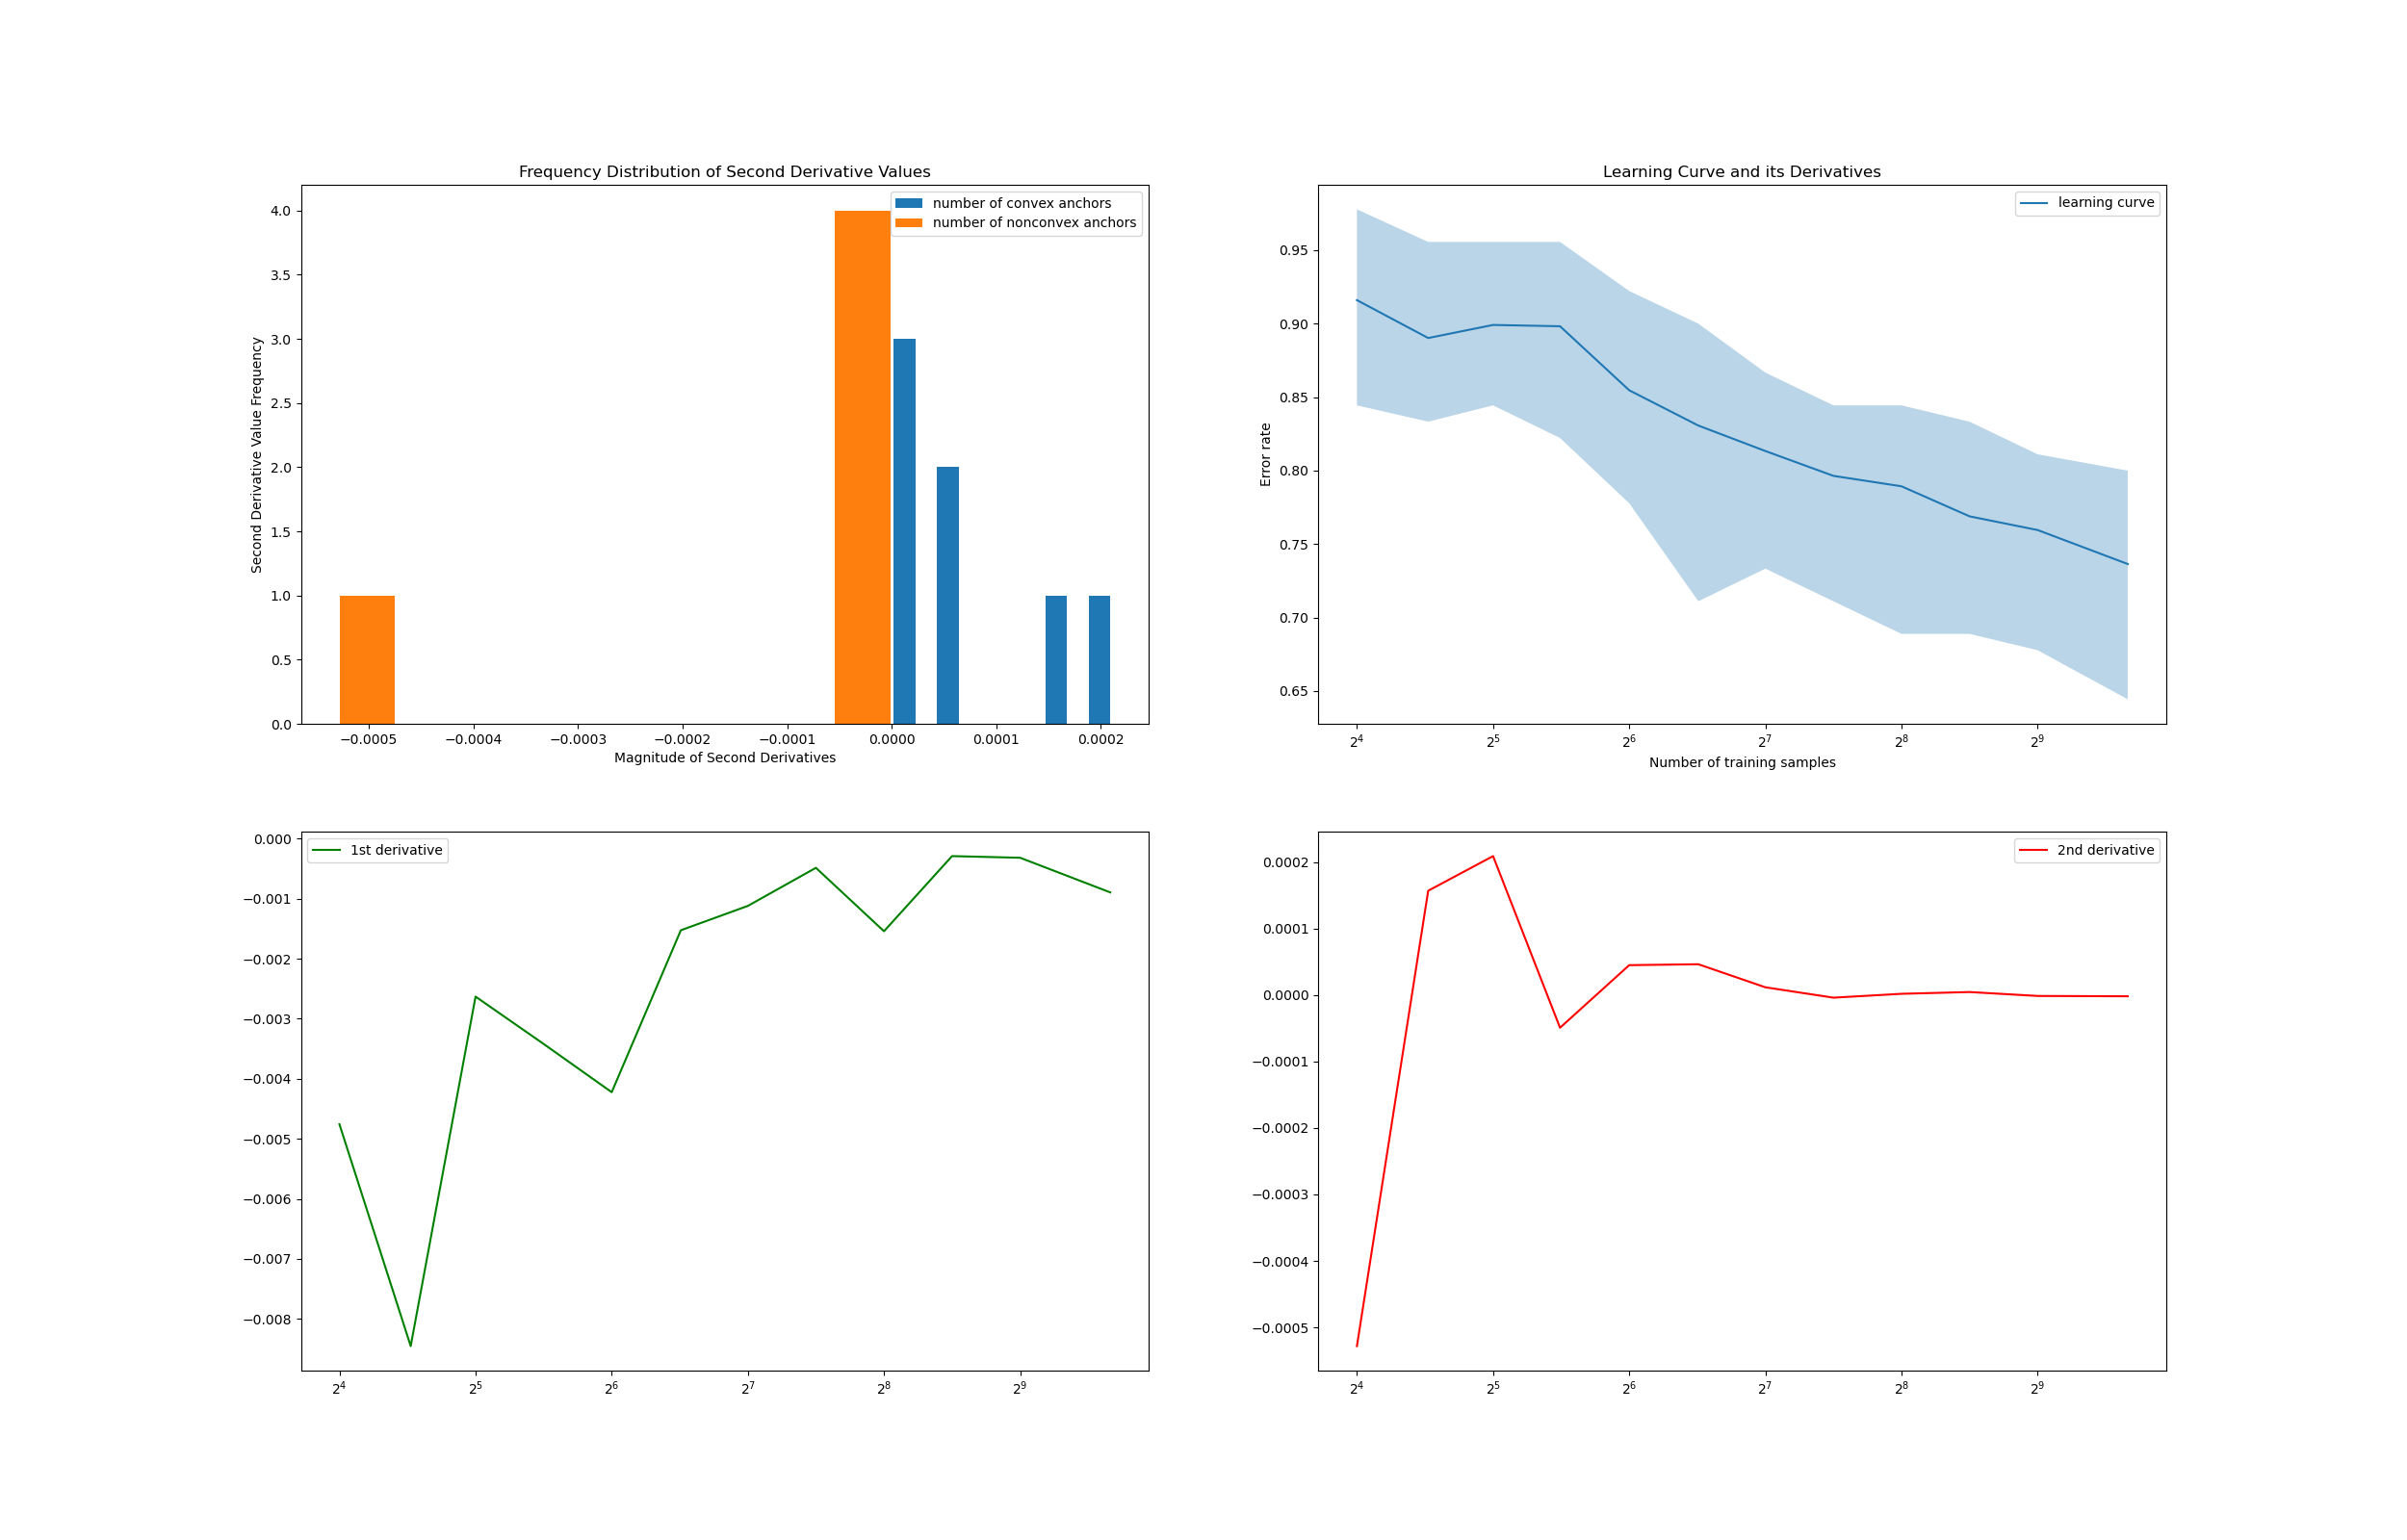 Frequency Distribution of Second Derivative Values
number of convex anchors
number of nonconvex anchors
4.0
3.5
3.0
2.5
2.0
1.5
1.0
0.5
0.0
Second Derivative Value Frequency
−0.0005 −0.0004 −0.0003 −0.0002 −0.0001 0.0000 0.0001 0.0002
Magnitude of Second Derivatives
Learning Curve and its Derivatives
learning curve
0.95
0.90
0.85
0.80
0.75
0.70
0.65
Error rate
2⁴ 2⁵ 2⁶ 2⁷ 2⁸ 2⁹
Number of training samples
1st derivative
0.000
−0.001
−0.002
−0.003
−0.004
−0.005
−0.006
−0.007
−0.008
2⁴ 2⁵ 2⁶ 2⁷ 2⁸ 2⁹
2nd derivative
0.0002
0.0001
0.0000
−0.0001
−0.0002
−0.0003
−0.0004
−0.0005
2⁴ 2⁵ 2⁶ 2⁷ 2⁸ 2⁹